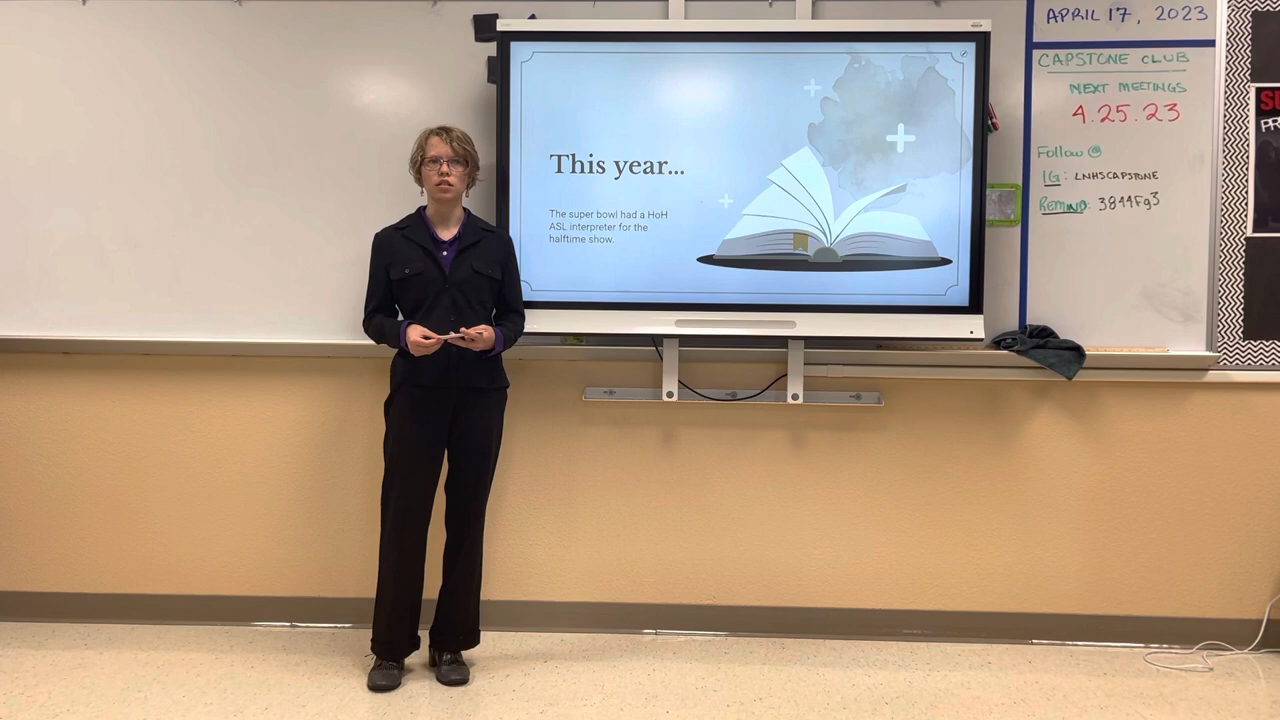 This year...
The super bowl had a HoH
ASL interpreter for the
halftime show.
APRIL 17, 2023
CAPSTONE CLUB
NEXT MEETINGS
4.25.23
Follow @
IG: LNHSCAPSTONE
REMIND: 3844Fg3